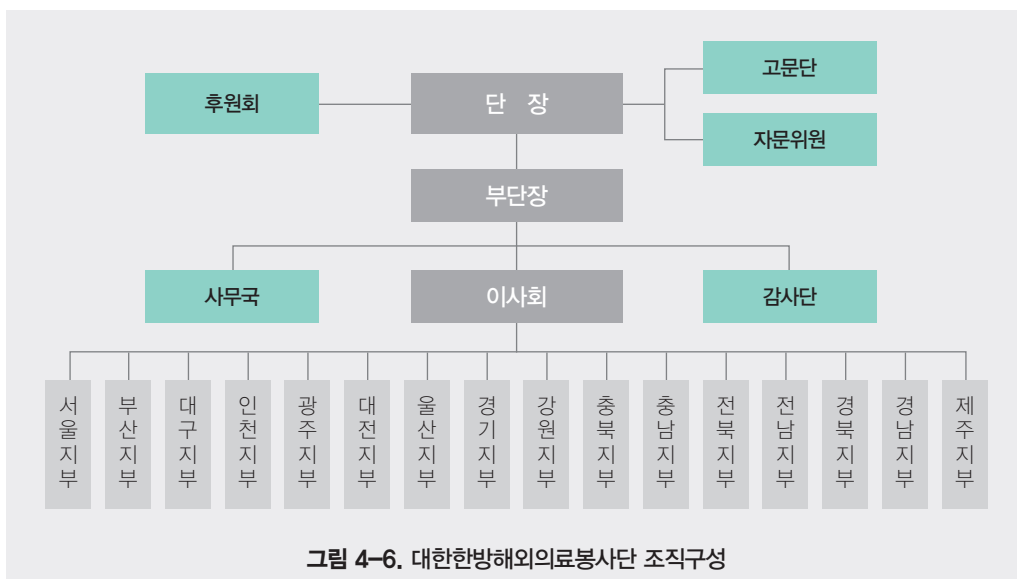 고문단
후원회
단 장
자문위원
부단장
사무국
이사회
감사단
서울지부
부산지부
대구지부
인천지부
광주지부
대전지부
울산지부
경기지부
강원지부
충북지부
충남지부
전북지부
전남지부
경북지부
경남지부
제주지부
그림 4-6. 대한한방해외의료봉사단 조직구성